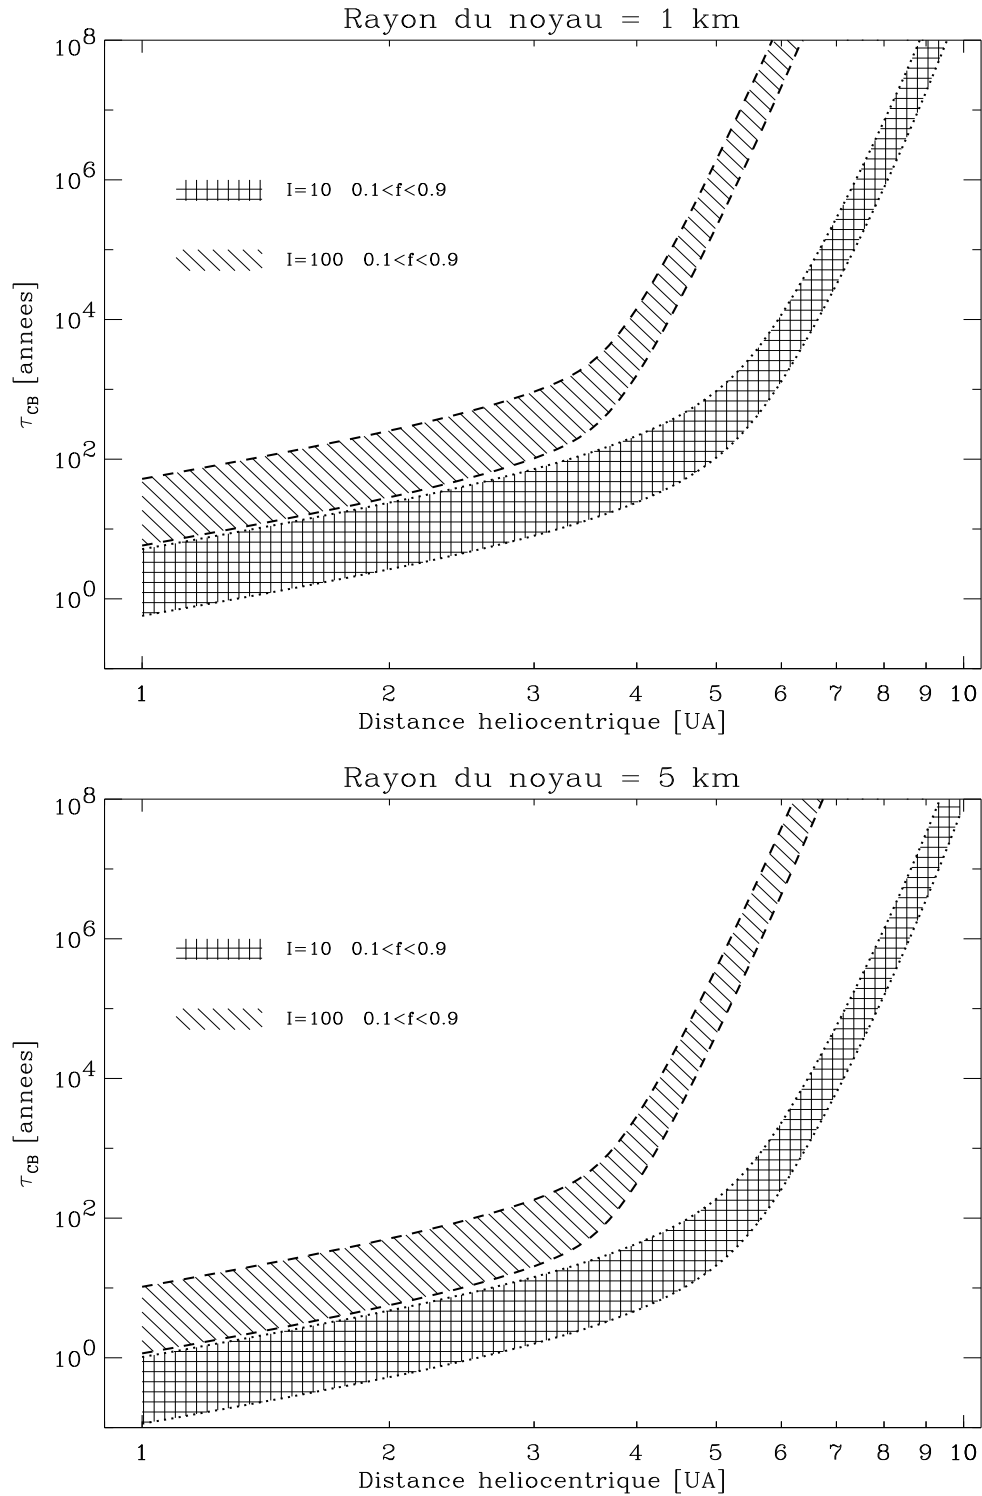 Rayon du noyau = 1 km
10^8
10^6
I=10 0.1<f<0.9
I=100 0.1<f<0.9
10^4
τ_CB [annees]
10^2
10^0
1 2 3 4 5 6 7 8 9 10
Distance heliocentrique [UA]
Rayon du noyau = 5 km
10^8
10^6
I=10 0.1<f<0.9
I=100 0.1<f<0.9
10^4
τ_CB [annees]
10^2
10^0
1 2 3 4 5 6 7 8 9 10
Distance heliocentrique [UA]